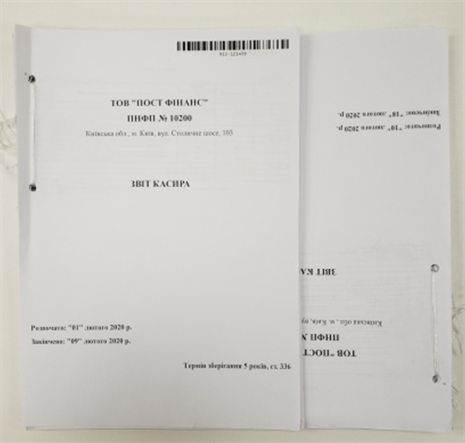 ТОВ "ПОСТ ФІНАНС"
ПНФП № 10200
Київська обл., м. Київ, вул. Столичне шосе, 103
ЗВІТ КАСИРА
Розпочато: "01" лютого 2020 р.
Закінчено: "09" лютого 2020 р.
Термін зберігання 5 років, ст. 336
ТОВ "ПОСТ
ПНФП №
Київська обл., м. Київ, ву
ЗВІТ КА
Розпочато: "10" лютого 2020 р.
Закінчено: "18" лютого 2020 р.